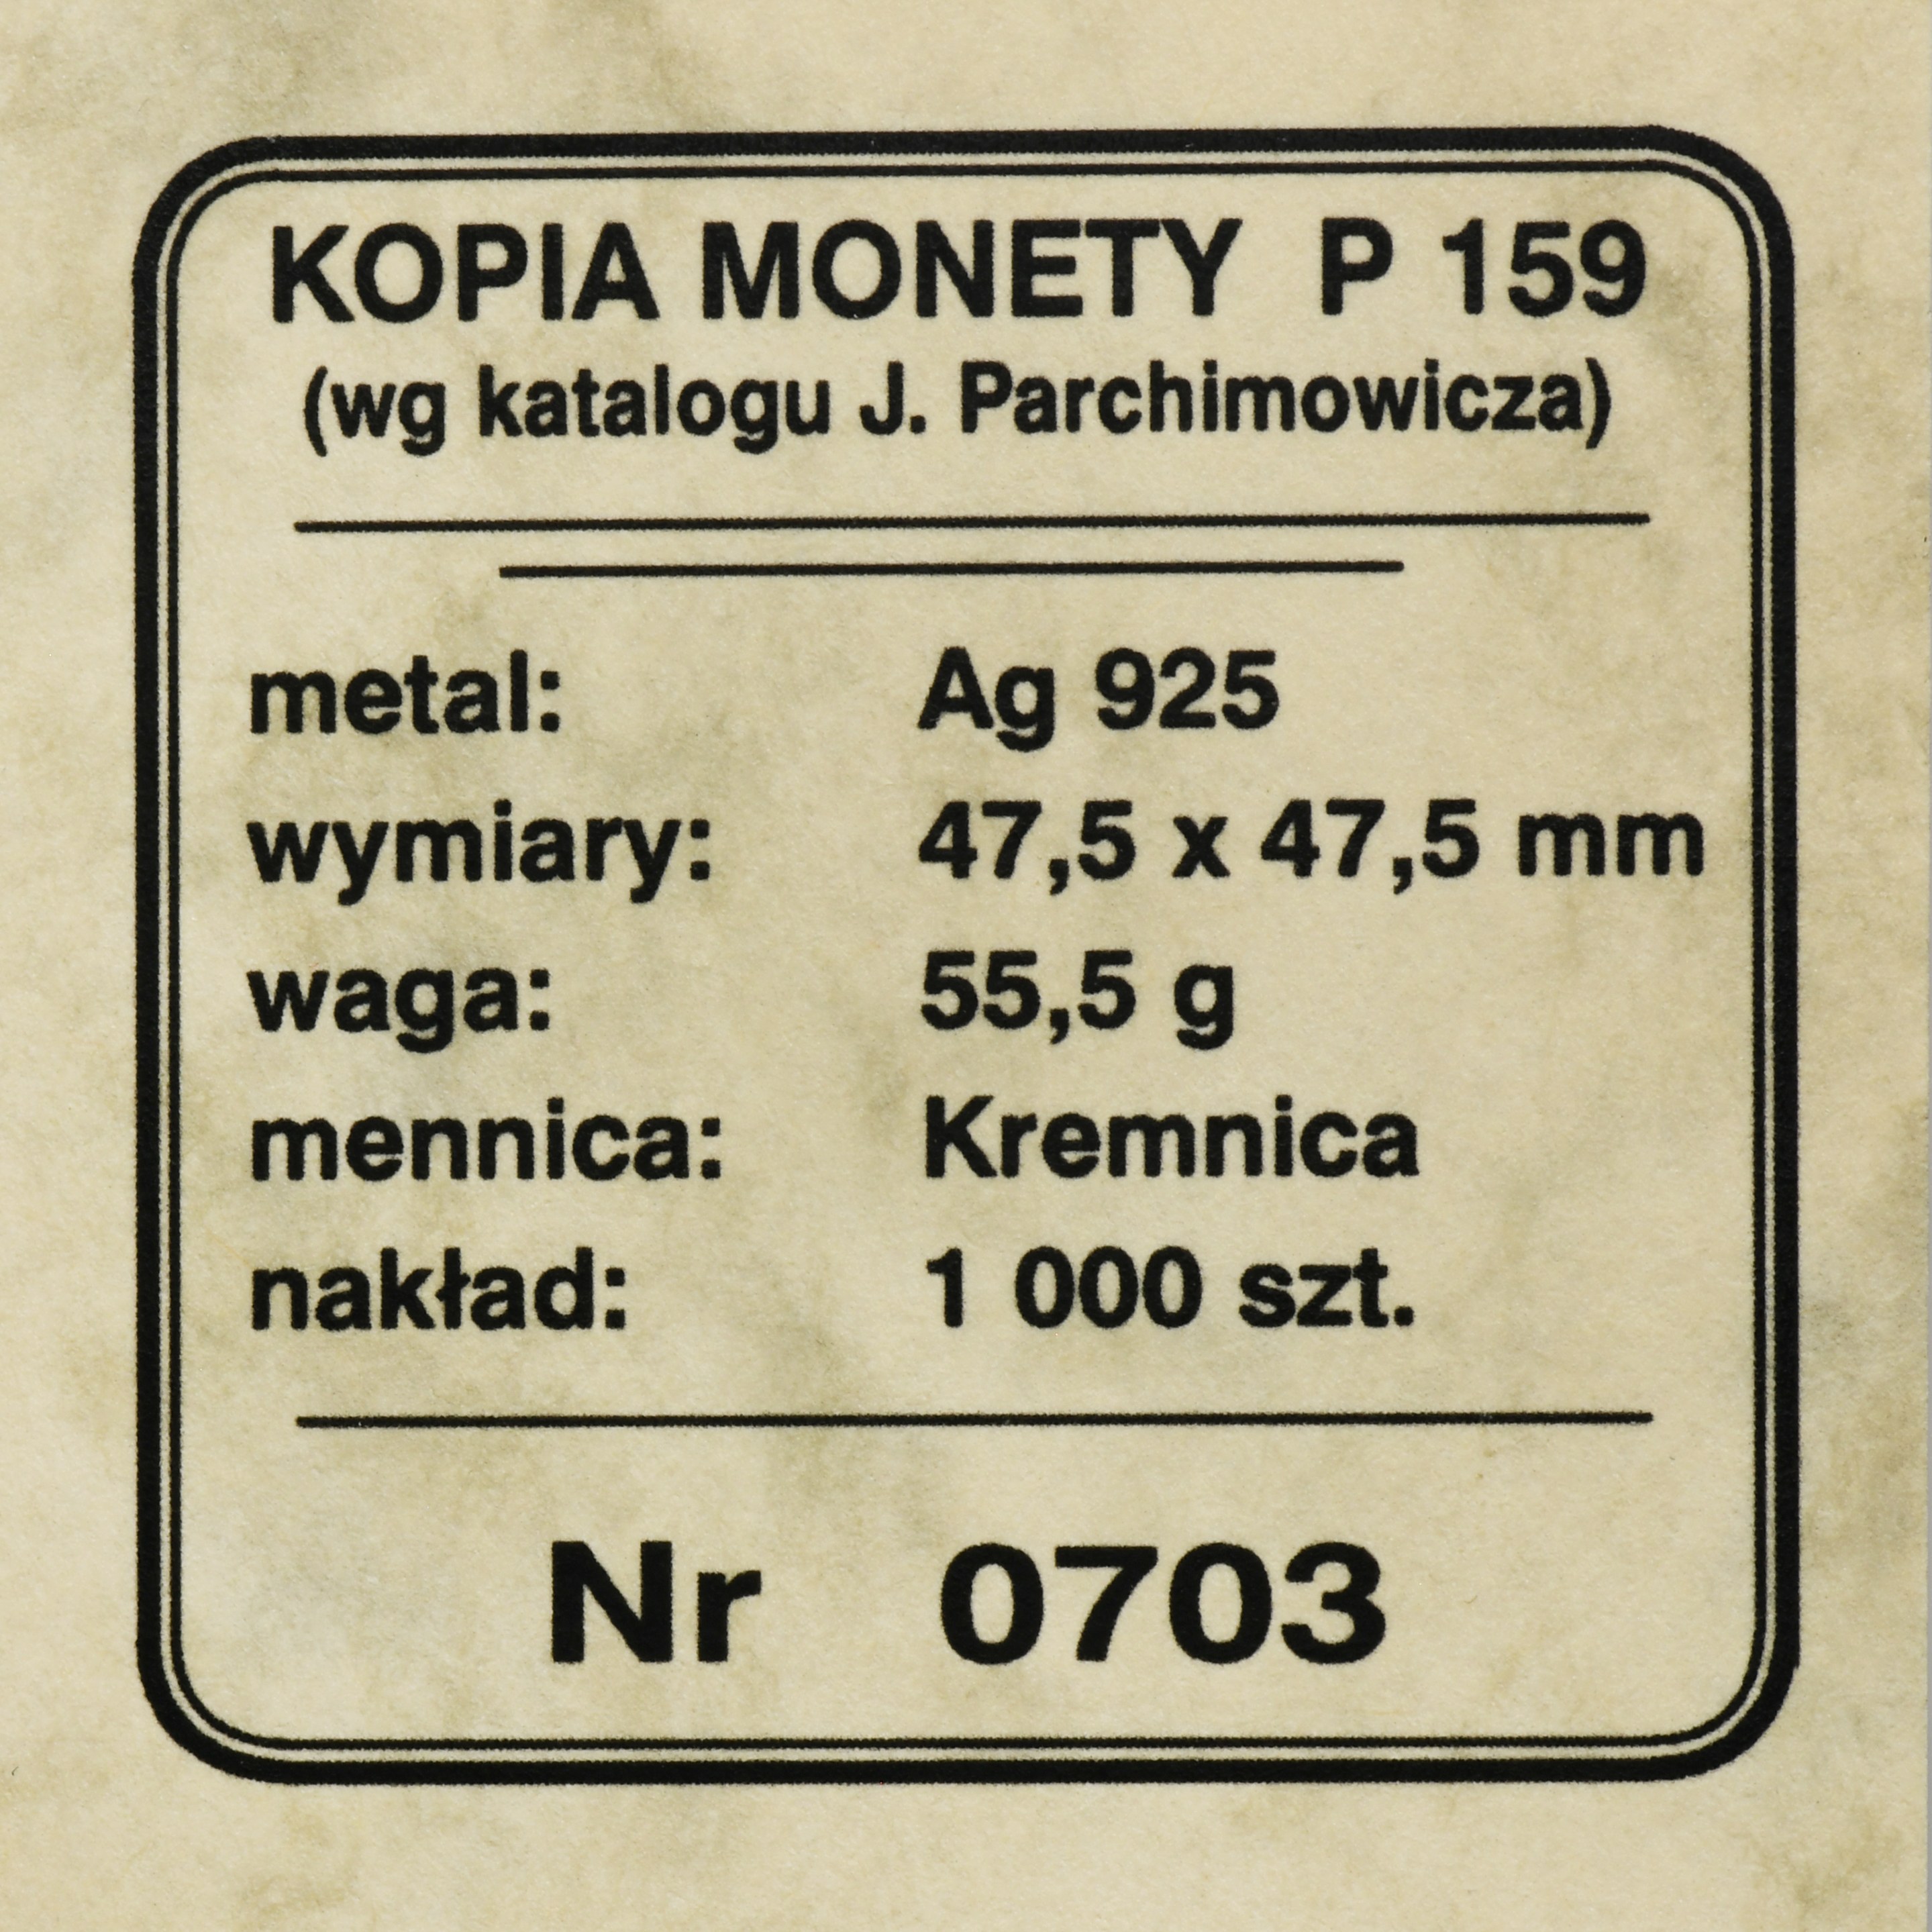 KOPIA MONETY P 159
(wg katalogu J. Parchimowicza)
metal: Ag 925
wymiary: 47,5 x 47,5 mm
waga: 55,5 g
mennica: Kremnica
nakład: 1 000 szt.
Nr 0703